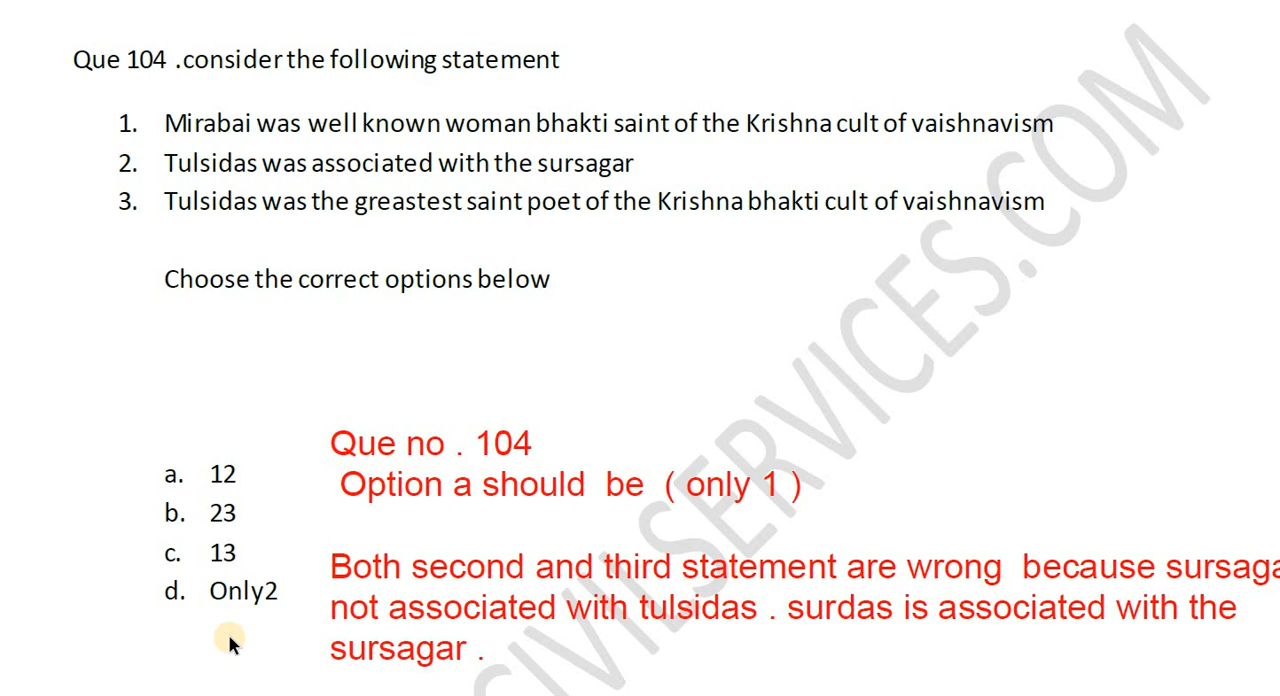 Que 104 .consider the following statement
1. Mirabai was well known woman bhakti saint of the Krishna cult of vaishnavism
2. Tulsidas was associated with the sursagar
3. Tulsidas was the greastest saint poet of the Krishna bhakti cult of vaishnavism
Choose the correct options below
Que no . 104
a. 12
Option a should be ( only 1 )
b. 23
c. 13
Both second and third statement are wrong because sursaga
d. Only2
not associated with tulsidas . surdas is associated with the
sursagar .
CIVILSERVICES.COM